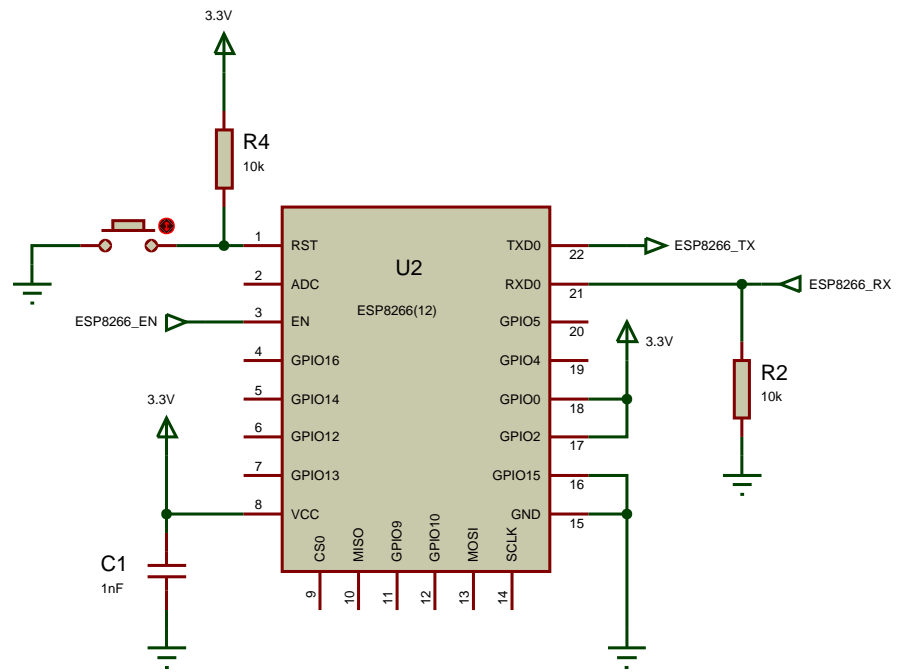 3.3V
R4
10k
1
RST
2
ADC
ESP8266_EN
3
EN
4
GPIO16
5
GPIO14
6
GPIO12
7
GPIO13
3.3V
8
VCC
C1
1nF
U2
ESP8266(12)
TXD0
22
ESP8266_TX
RXD0
21
ESP8266_RX
GPIO5
20
3.3V
GPIO4
19
GPIO0
18
GPIO2
17
GPIO15
16
GND
15
R2
10k
CS0
MISO
GPIO9
GPIO10
MOSI
SCLK
9
10
11
12
13
14